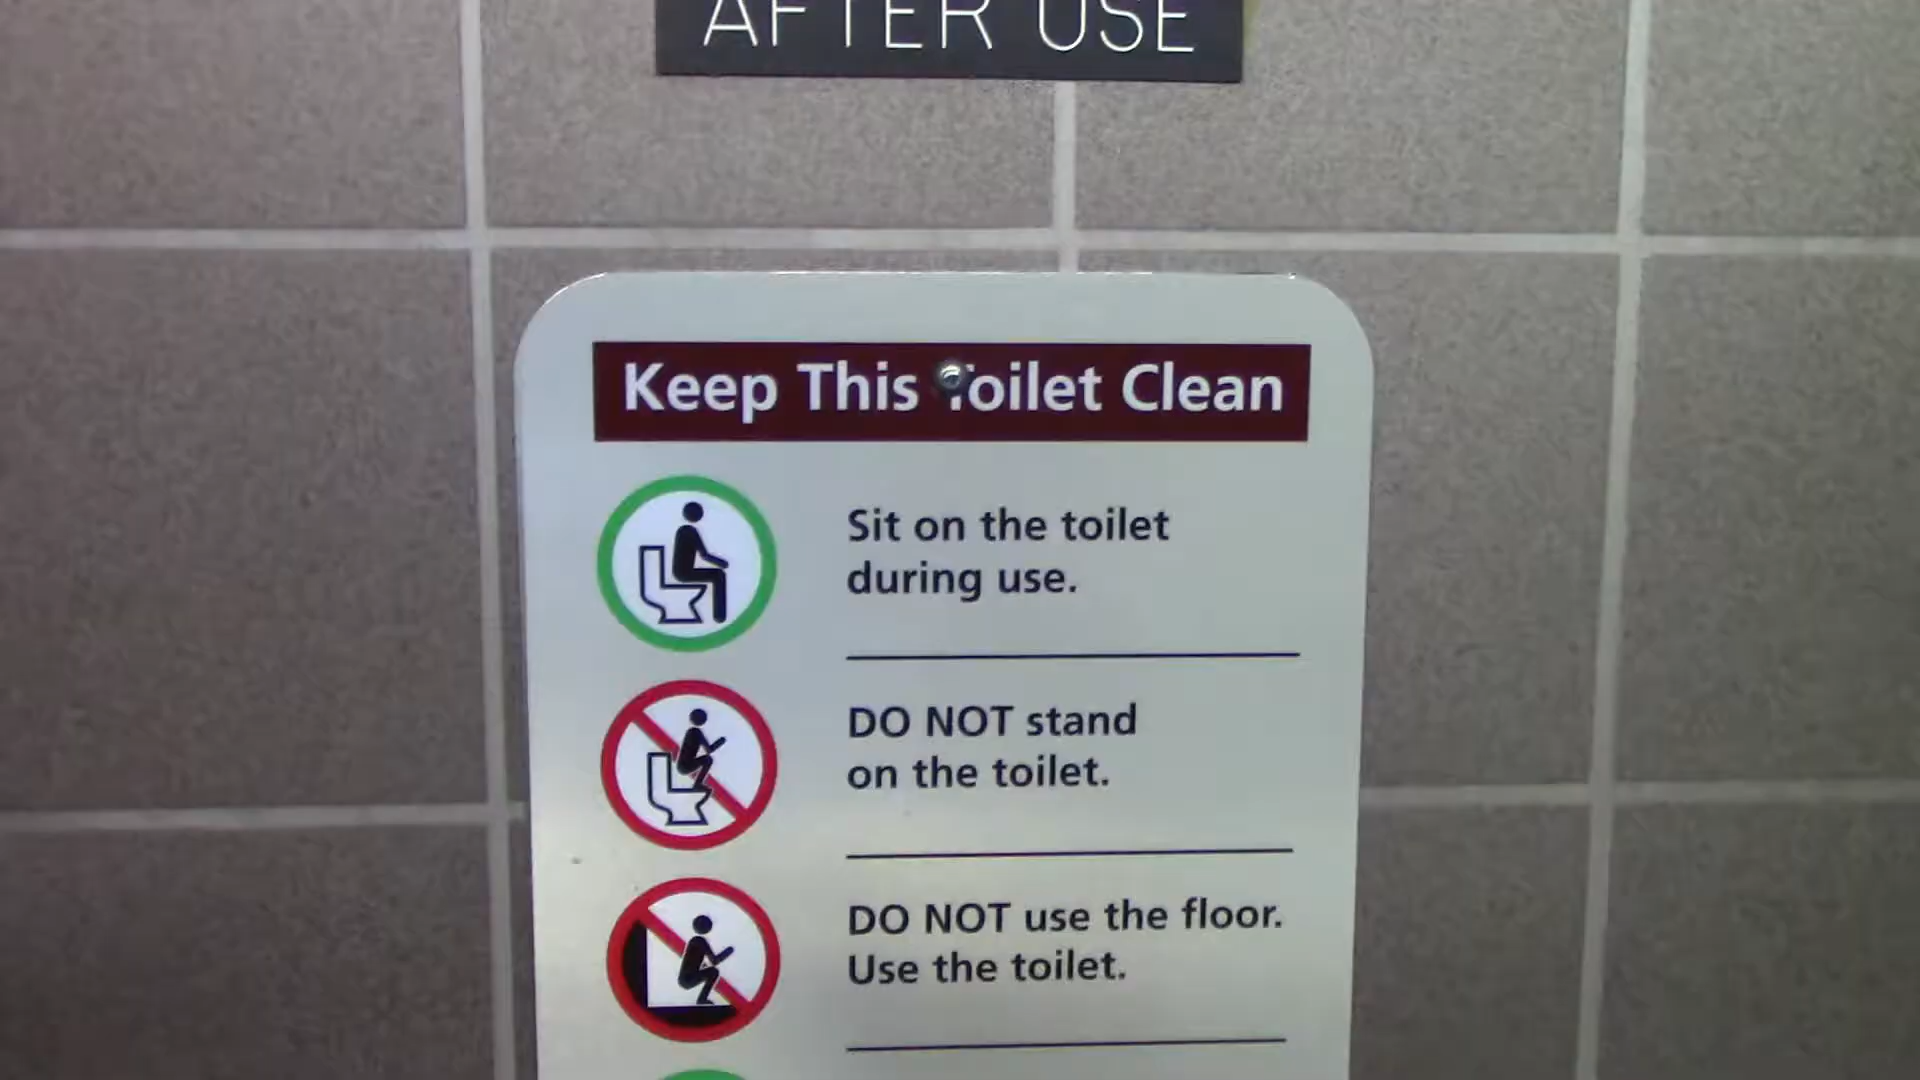 AFTER USE
Keep This Toilet Clean
Sit on the toilet
during use.
DO NOT stand
on the toilet.
DO NOT use the floor.
Use the toilet.